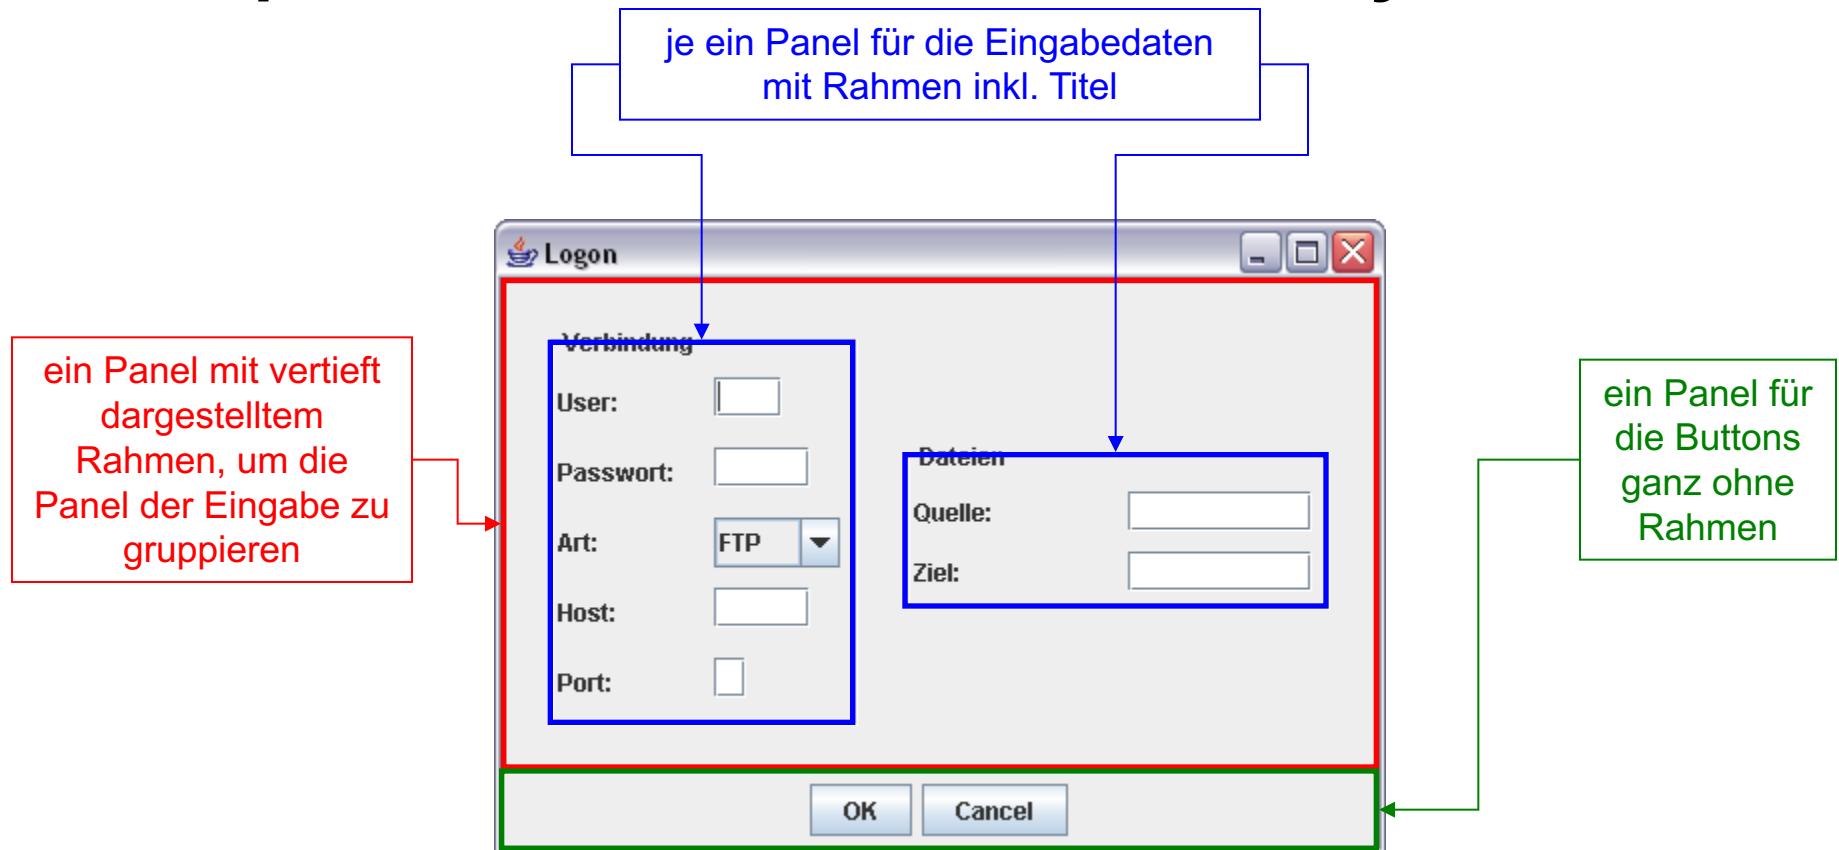 je ein Panel für die Eingabedaten
mit Rahmen inkl. Titel
Logon
ein Panel mit vertieft
dargestelltem
Rahmen, um die
Panel der Eingabe zu
gruppieren
Verbindung
User:
Passwort:
Art:
FTP
Host:
Port:
Dateien
Quelle:
Ziel:
ein Panel für
die Buttons
ganz ohne
Rahmen
OK
Cancel